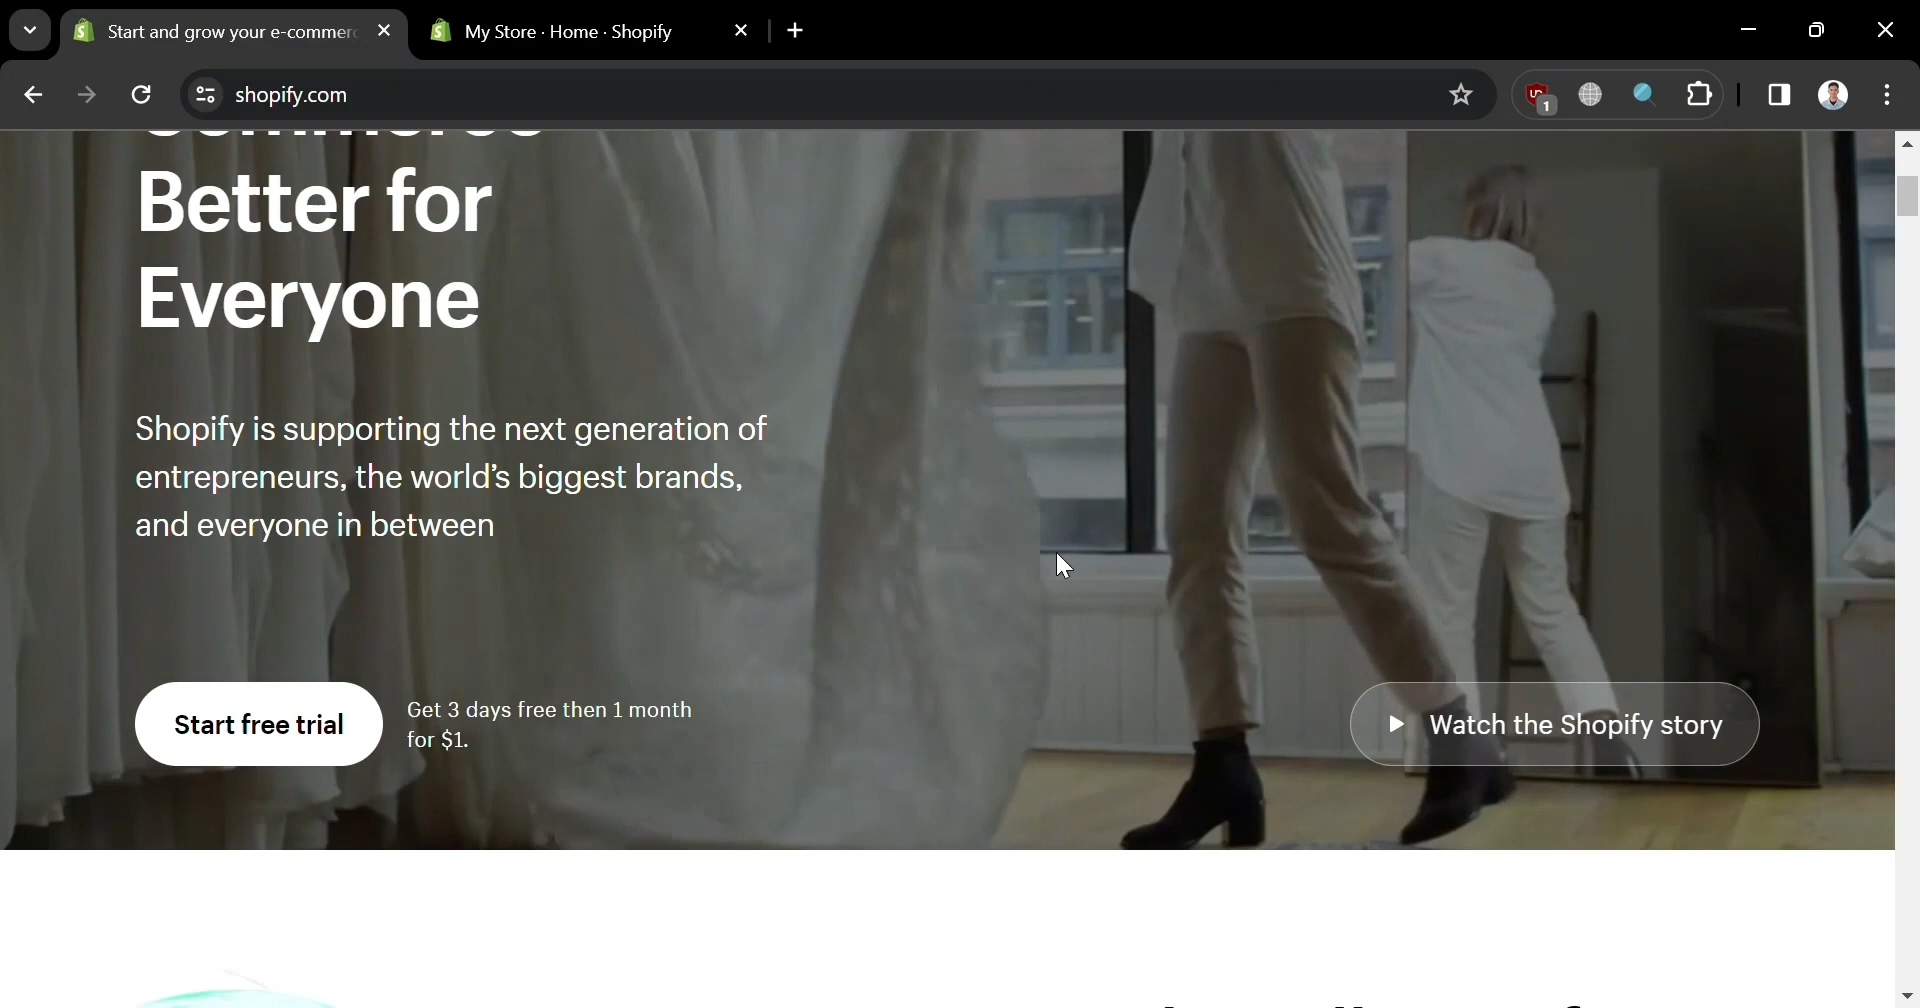 Start and grow your e-commerc
My Store · Home · Shopify
shopify.com
1
Better for
Everyone
Shopify is supporting the next generation of
entrepreneurs, the world's biggest brands,
and everyone in between
Start free trial
Get 3 days free then 1 month
for $1.
Watch the Shopify story